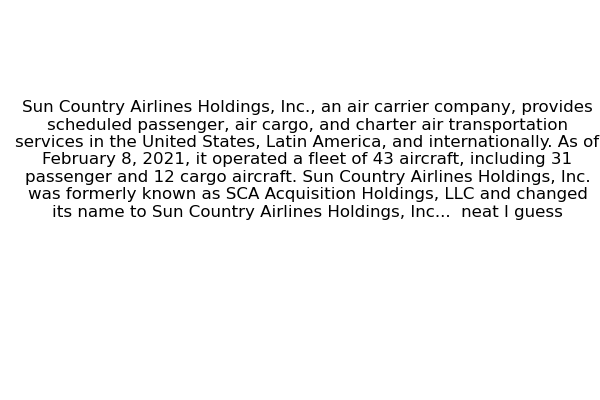 Sun Country Airlines Holdings, Inc., an air carrier company, provides
scheduled passenger, air cargo, and charter air transportation
services in the United States, Latin America, and internationally. As of
February 8, 2021, it operated a fleet of 43 aircraft, including 31
passenger and 12 cargo aircraft. Sun Country Airlines Holdings, Inc.
was formerly known as SCA Acquisition Holdings, LLC and changed
its name to Sun Country Airlines Holdings, Inc...  neat I guess